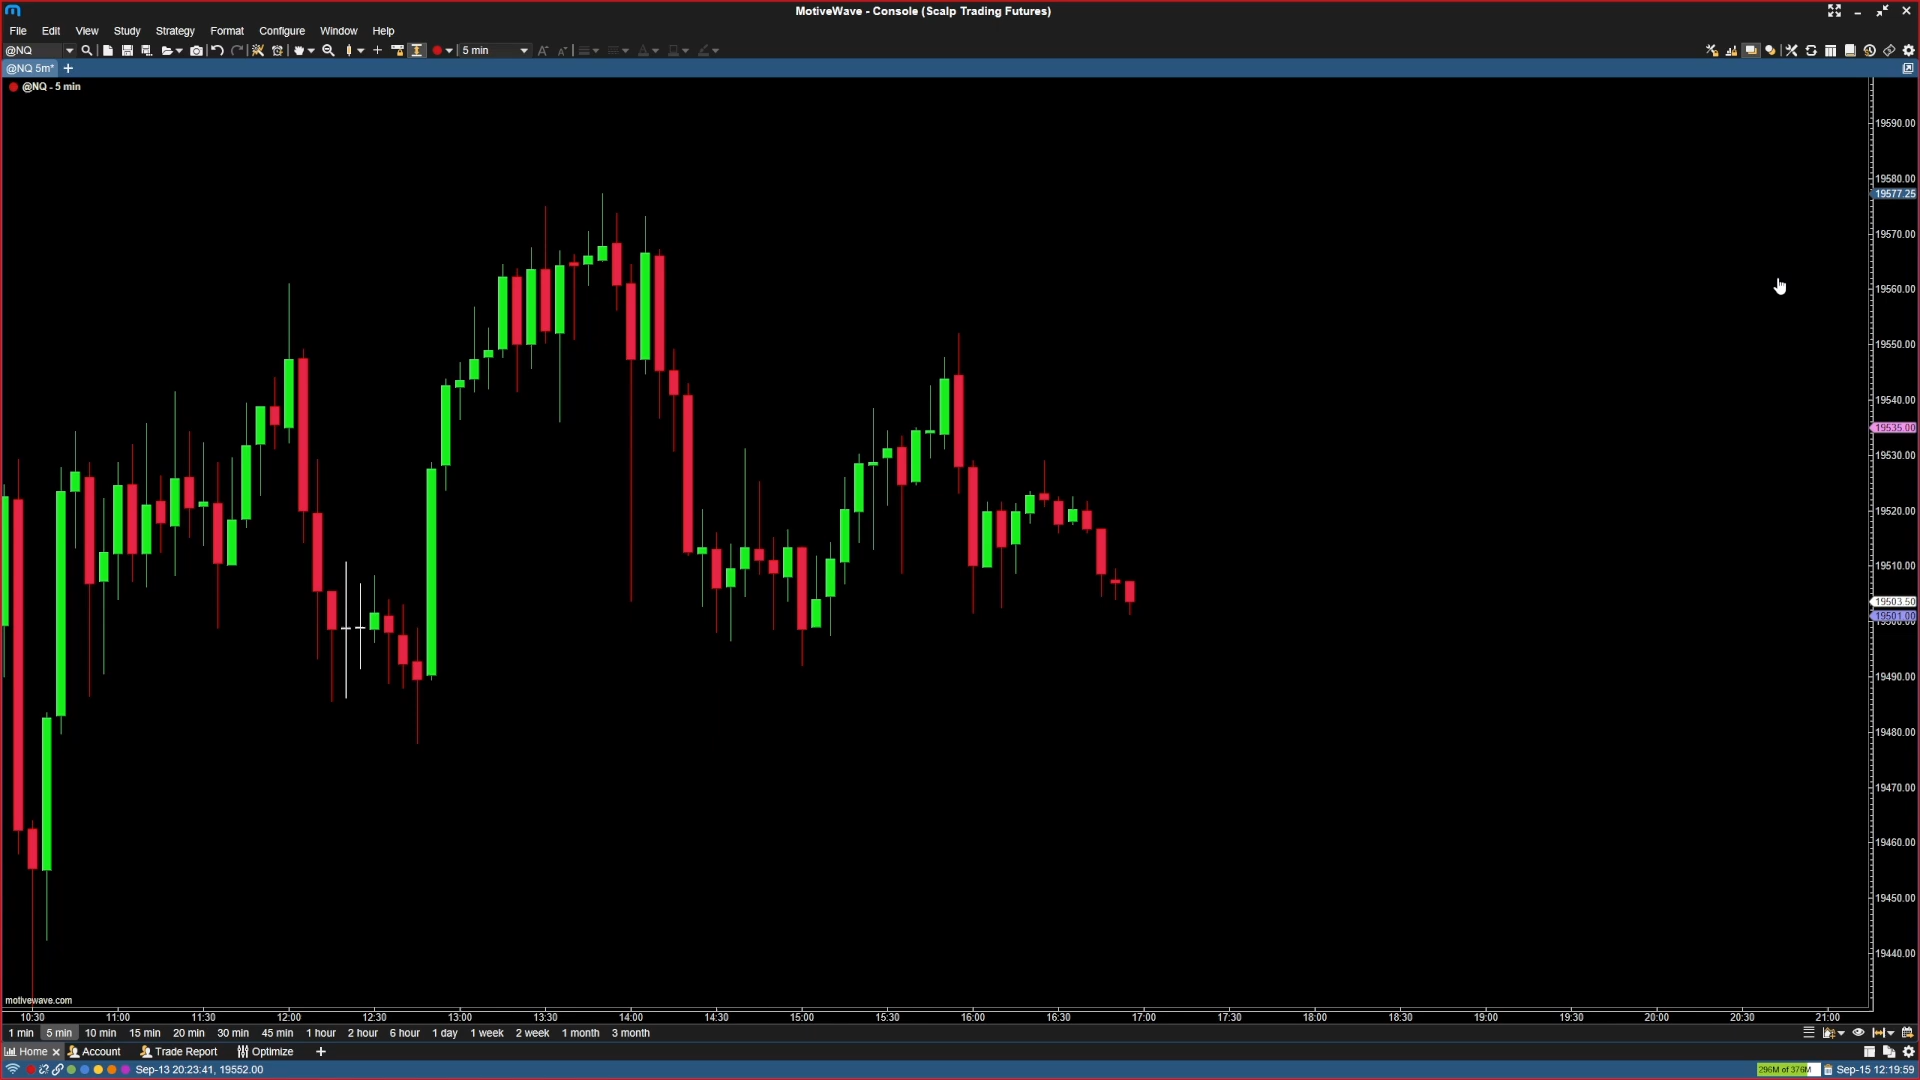 MotiveWave - Console (Scalp Trading Futures)
File Edit View Study Strategy Format Configure Window Help
@NQ 5 min
@NQ 5m*
@NQ - 5 min
19590.00
19580.00
19577.25
19570.00
19560.00
19550.00
19540.00
19535.00
19530.00
19520.00
19510.00
19503.50
19501.00
19500.00
19490.00
19480.00
19470.00
19460.00
19450.00
19440.00
motivewave.com
10:30 11:00 11:30 12:00 12:30 13:00 13:30 14:00 14:30 15:00 15:30 16:00 16:30 17:00 17:30 18:00 18:30 19:00 19:30 20:00 20:30 21:00
1 min 5 min 10 min 15 min 20 min 30 min 45 min 1 hour 2 hour 6 hour 1 day 1 week 2 week 1 month 3 month
Home Account Trade Report Optimize
Sep-13 20:23:41, 19552.00 296M of 376M Sep-15 12:19:59